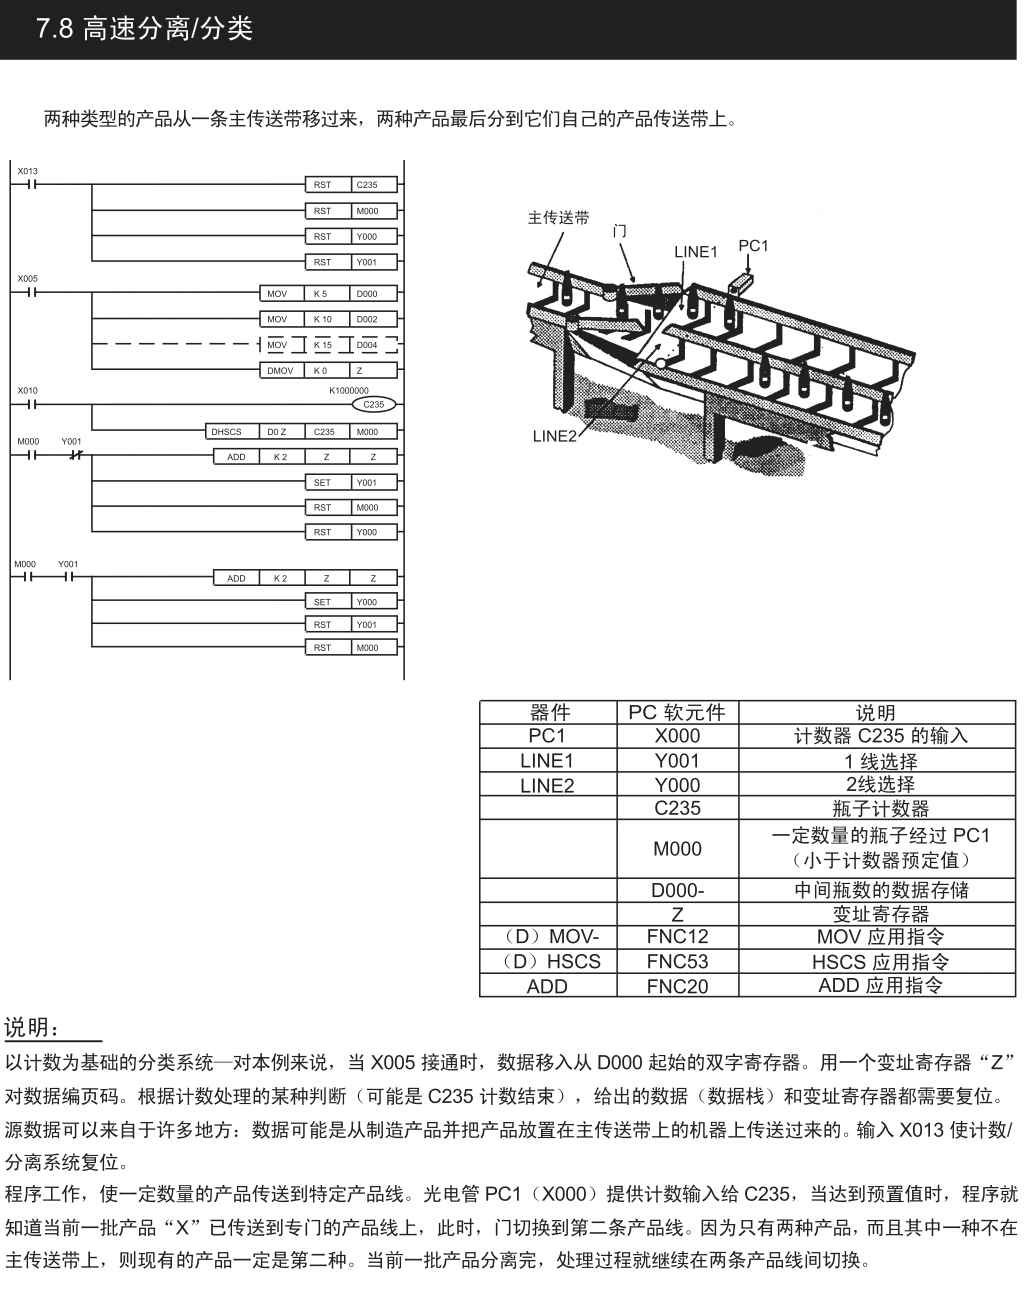 7.8 高速分离/分类
两种类型的产品从一条主传送带移过来，两种产品最后分到它们自己的产品传送带上。
X013
RST C235
RST M000
RST Y000
RST Y001
X005
MOV K 5 D000
MOV K 10 D002
MOV K 15 D004
DMOV K 0 Z
X010
K1000000
C235
DHSCS D0 Z C235 M000
M000 Y001
ADD K 2 Z Z
SET Y001
RST M000
RST Y000
M000 Y001
ADD K 2 Z Z
SET Y000
RST Y001
RST M000
主传送带
门
LINE1
PC1
LINE2
器件 PC 软元件 说明
PC1 X000 计数器 C235 的输入
LINE1 Y001 1 线选择
LINE2 Y000 2线选择
C235 瓶子计数器
M000 一定数量的瓶子经过 PC1
（小于计数器预定值）
D000- 中间瓶数的数据存储
Z 变址寄存器
（D）MOV- FNC12 MOV 应用指令
（D）HSCS FNC53 HSCS 应用指令
ADD FNC20 ADD 应用指令
说明：
以计数为基础的分类系统—对本例来说，当 X005 接通时，数据移入从 D000 起始的双字寄存器。用一个变址寄存器“Z”
对数据编页码。根据计数处理的某种判断（可能是 C235 计数结束），给出的数据（数据栈）和变址寄存器都需要复位。
源数据可以来自于许多地方：数据可能是从制造产品并把产品放置在主传送带上的机器上传送过来的。输入 X013 使计数/
分离系统复位。
程序工作，使一定数量的产品传送到特定产品线。光电管 PC1（X000）提供计数输入给 C235，当达到预置值时，程序就
知道当前一批产品“X”已传送到专门的产品线上，此时，门切换到第二条产品线。因为只有两种产品，而且其中一种不在
主传送带上，则现有的产品一定是第二种。当前一批产品分离完，处理过程就继续在两条产品线间切换。